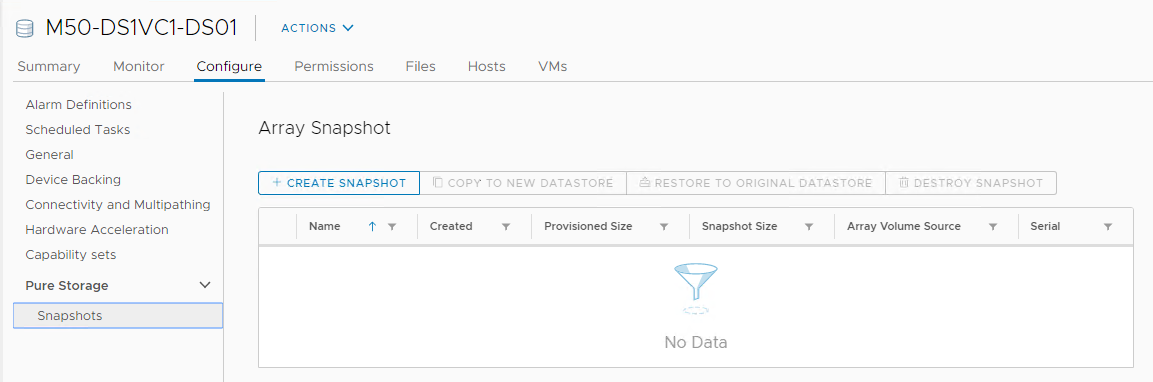 M50-DS1VC1-DS01 ACTIONS
Summary Monitor Configure Permissions Files Hosts VMs
Alarm Definitions
Scheduled Tasks
General
Device Backing
Connectivity and Multipathing
Hardware Acceleration
Capability sets
Pure Storage
Snapshots
Array Snapshot
+ CREATE SNAPSHOT COPY TO NEW DATASTORE RESTORE TO ORIGINAL DATASTORE DESTROY SNAPSHOT
Name Created Provisioned Size Snapshot Size Array Volume Source Serial
No Data